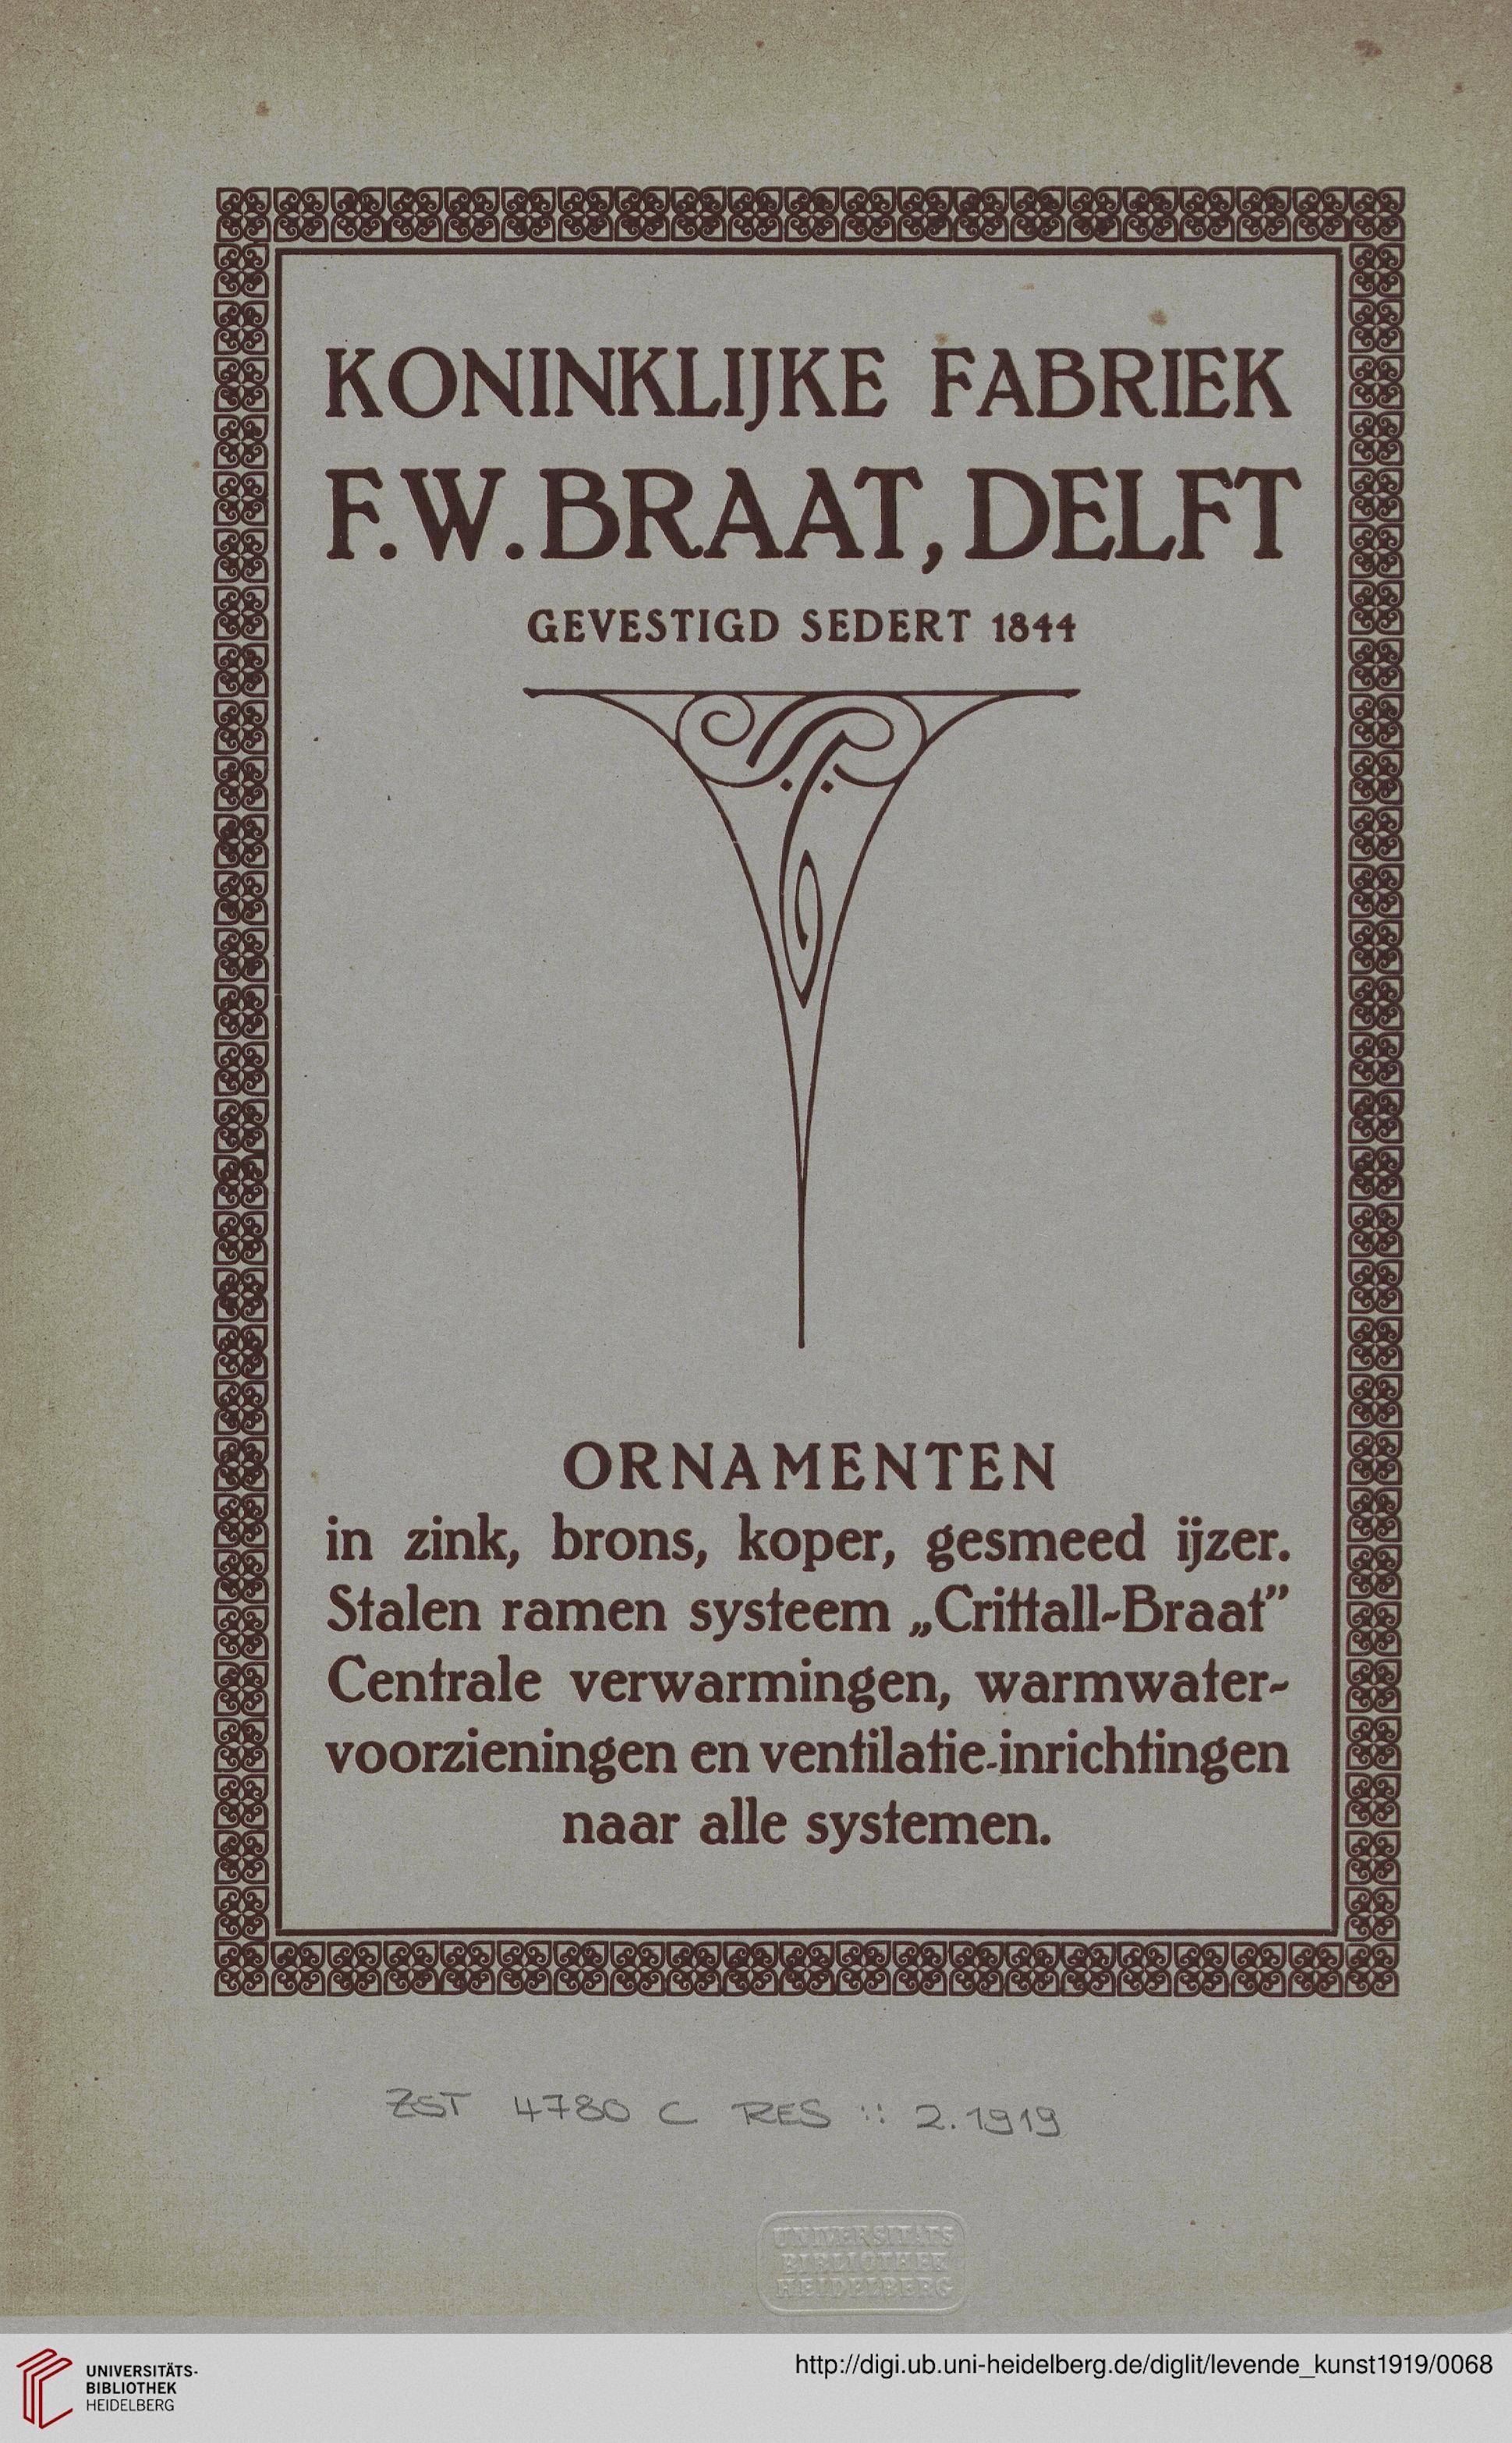 KONINKLIJKE FABRIEK
F.W. BRAAT, DELFT
GEVESTIGD SEDERT 1844
ORNAMENTEN
in zink, brons, koper, gesmeed ijzer.
Stalen ramen systeem „Crittall-Braat”
Centrale verwarmingen, warmwater-
voorzieningen en ventilatie-inrichtingen
naar alle systemen.
ZST 4780 C RES :: 2.1919
UNIVERSITÄTS
BIBLIOTHEK
HEIDELBERG
UNIVERSITÄTS-
BIBLIOTHEK
HEIDELBERG
http://digi.ub.uni-heidelberg.de/diglit/levende_kunst1919/0068